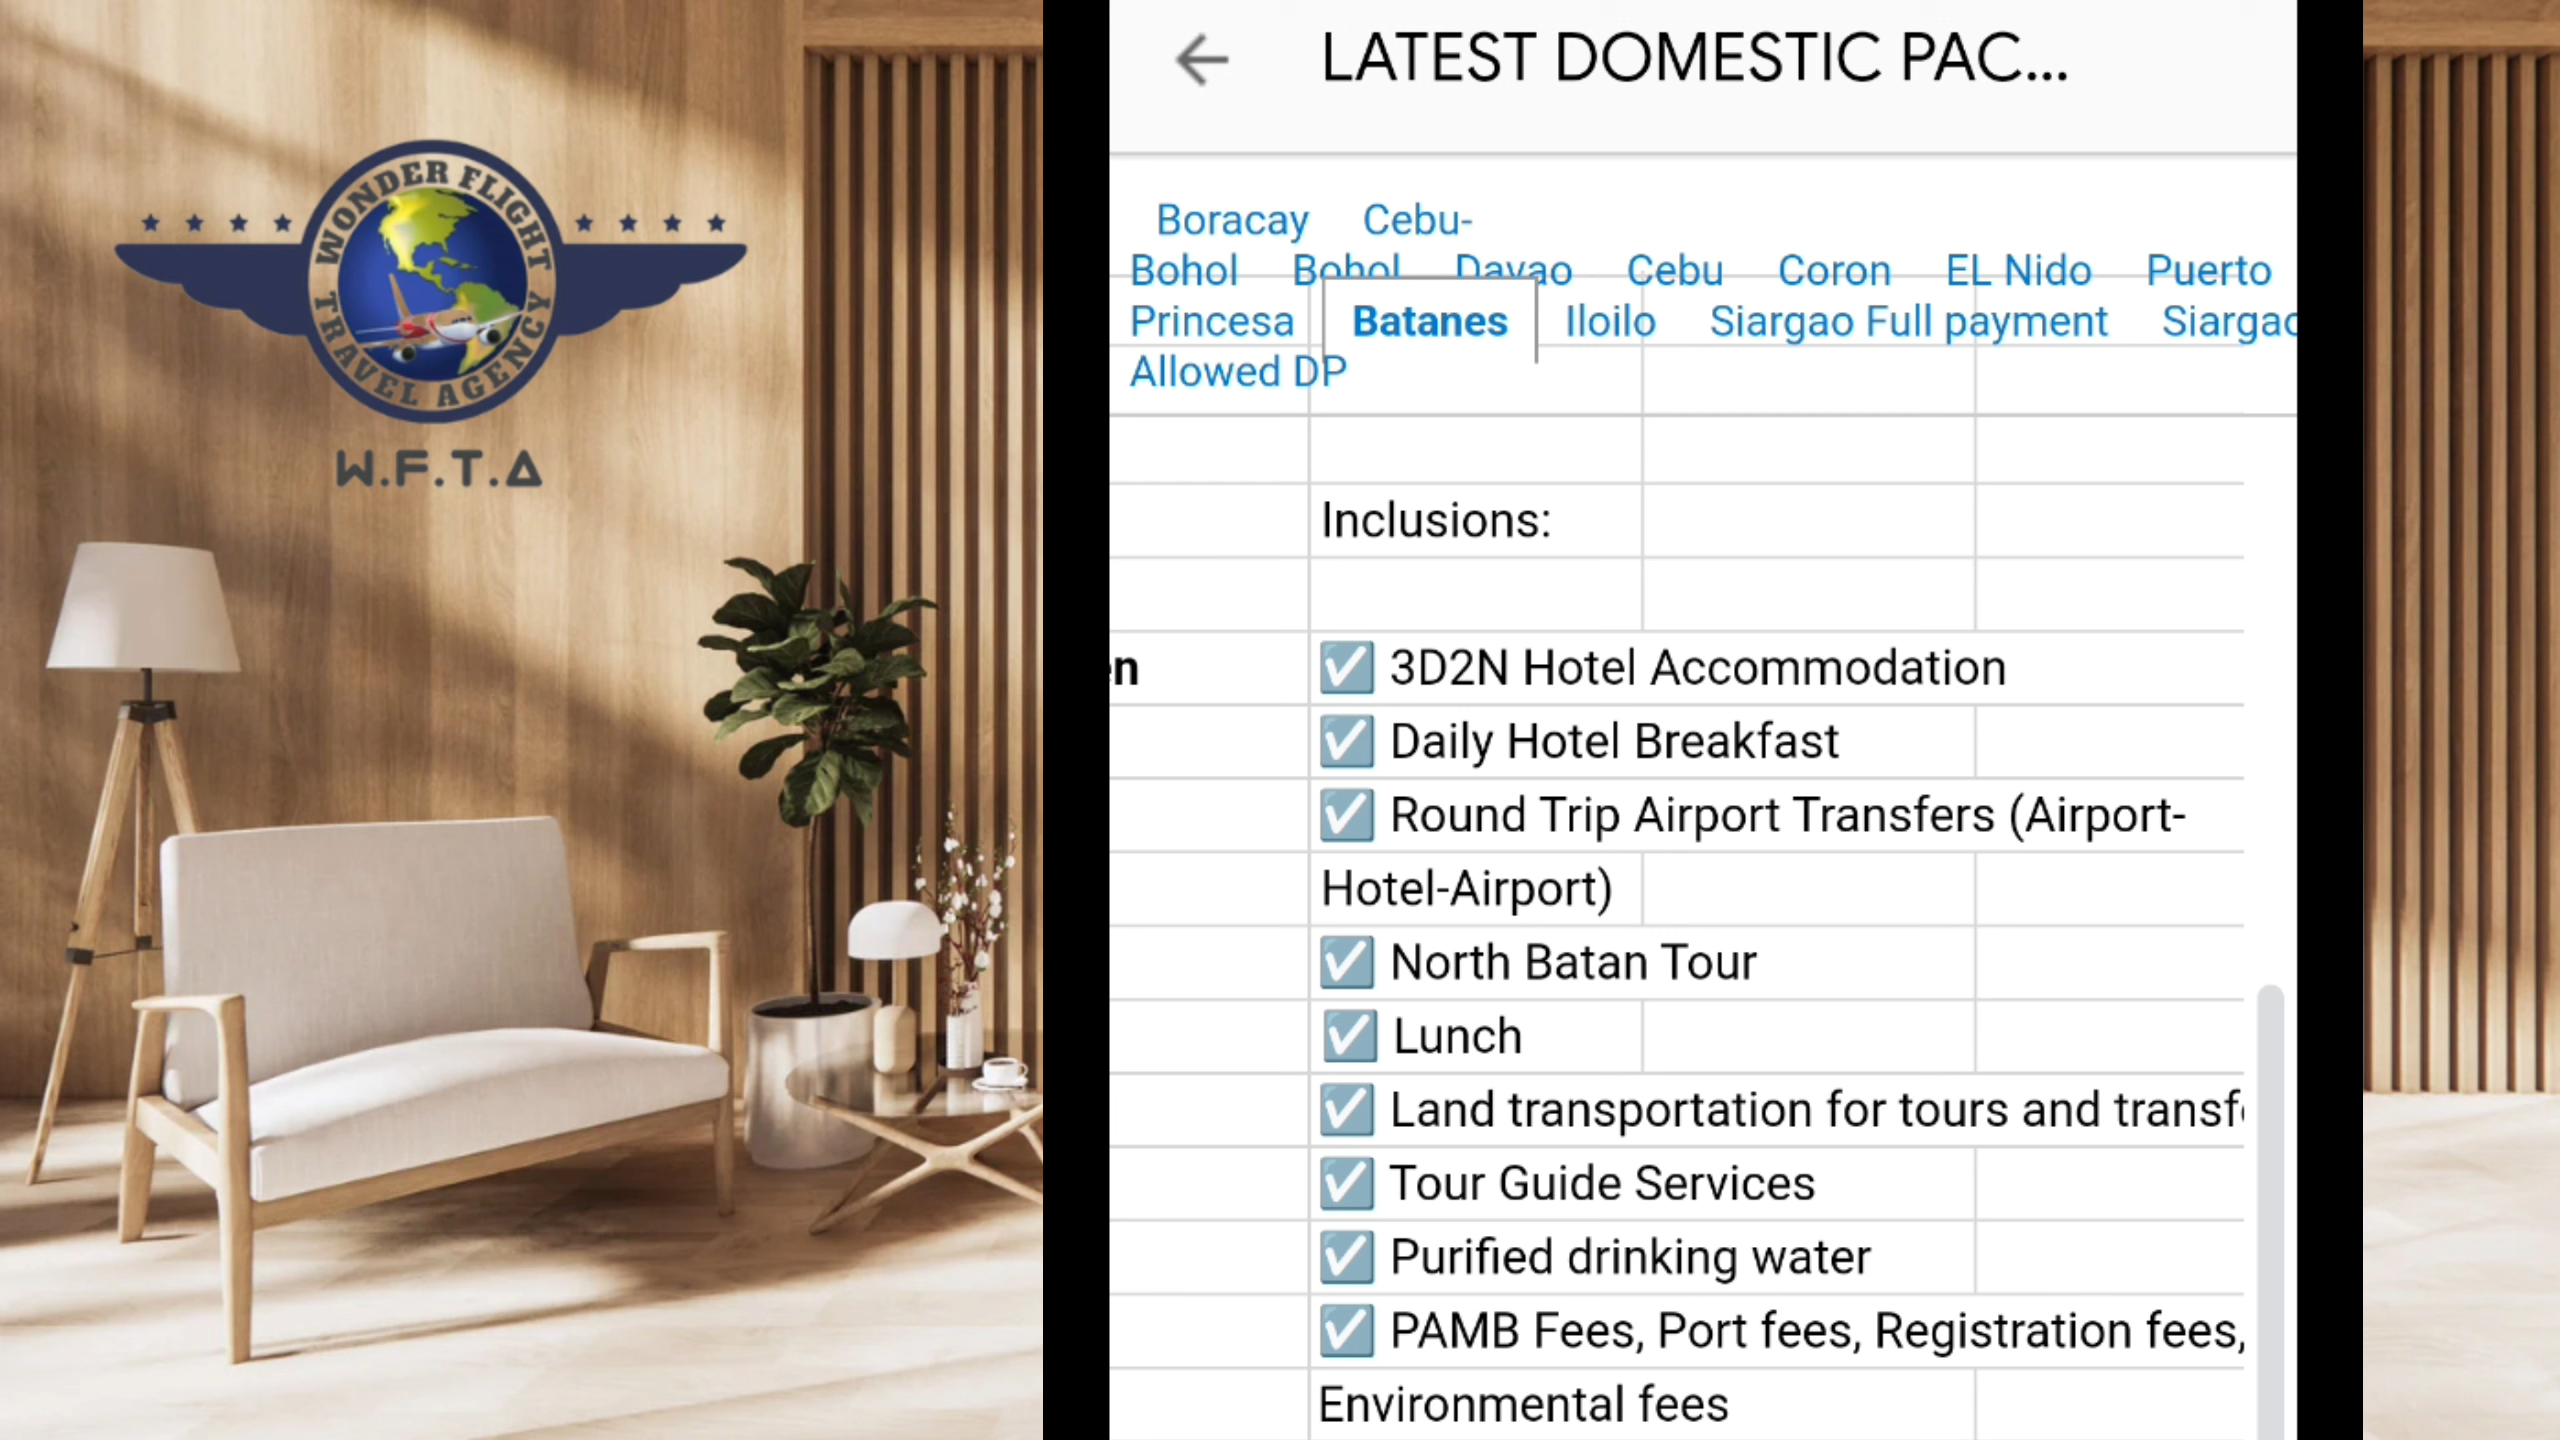 WONDER FLIGHT
TRAVEL AGENCY
W.F.T.A
LATEST DOMESTIC PAC...
Boracay Cebu-
Bohol Bohol Davao Cebu Coron EL Nido Puerto
Princesa Batanes Iloilo Siargao Full payment Siargao
Allowed DP
Inclusions:
en
☑ 3D2N Hotel Accommodation
☑ Daily Hotel Breakfast
☑ Round Trip Airport Transfers (Airport-
Hotel-Airport)
☑ North Batan Tour
☑ Lunch
☑ Land transportation for tours and transf
☑ Tour Guide Services
☑ Purified drinking water
☑ PAMB Fees, Port fees, Registration fees,
Environmental fees